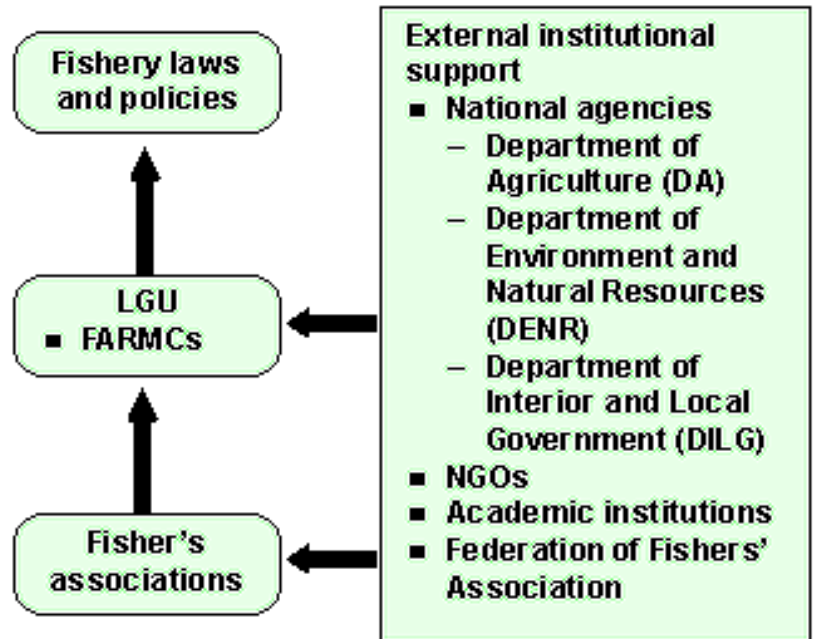 Fishery laws
and policies
LGU
▪ FARMCs
Fisher's
associations
External institutional
support
▪ National agencies
– Department of
Agriculture (DA)
– Department of
Environment and
Natural Resources
(DENR)
– Department of
Interior and Local
Government (DILG)
▪ NGOs
▪ Academic institutions
▪ Federation of Fishers'
Association